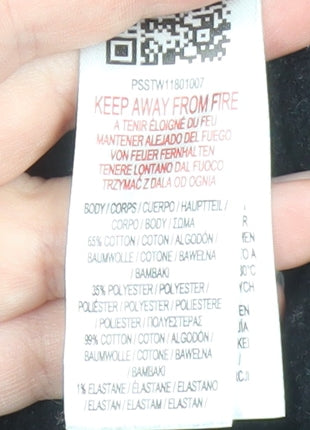 PSSTW11801007
KEEP AWAY FROM FIRE
A TENIR ÉLOIGNÉ DU FEU
MANTENER ALEJADO DEL FUEGO
VON FEUER FERNHALTEN
TENERE LONTANO DAL FUOCO
TRZYMAĆ Z DALA OD OGNIA
BODY / CORPS / CUERPO / HAUPTTEIL /
CORPO / BODY / ΣΩΜΑ
65% COTTON / COTON / ALGODÓN /
BAUMWOLLE / COTONE / BAWEŁNA
/ BAMBAKI
35% POLYESTER / POLYESTER /
POLIÉSTER / POLYESTER / POLIESTERE
/ POLIESTER / ΠΟΛΥΕΣΤΕΡΑΣ
99% COTTON / COTON / ALGODÓN /
BAUMWOLLE / COTONE / BAWEŁNA
/ BAMBAKI
1% ELASTANE / ÉLASTANE / ELASTANO
/ ELASTAN / ELASTAM / ELASTAN /